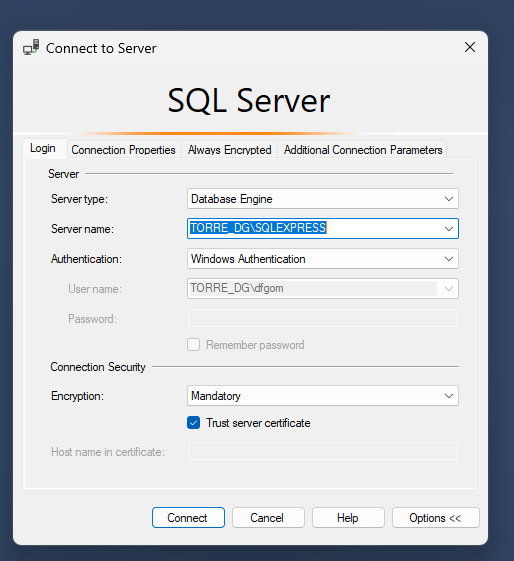 Connect to Server
SQL Server
Login Connection Properties Always Encrypted Additional Connection Parameters
Server
Server type: Database Engine
Server name: TORRE_DG\SQLEXPRESS
Authentication: Windows Authentication
User name: TORRE_DG\dfgom
Password:
Remember password
Connection Security
Encryption: Mandatory
Trust server certificate
Host name in certificate:
Connect Cancel Help Options <<